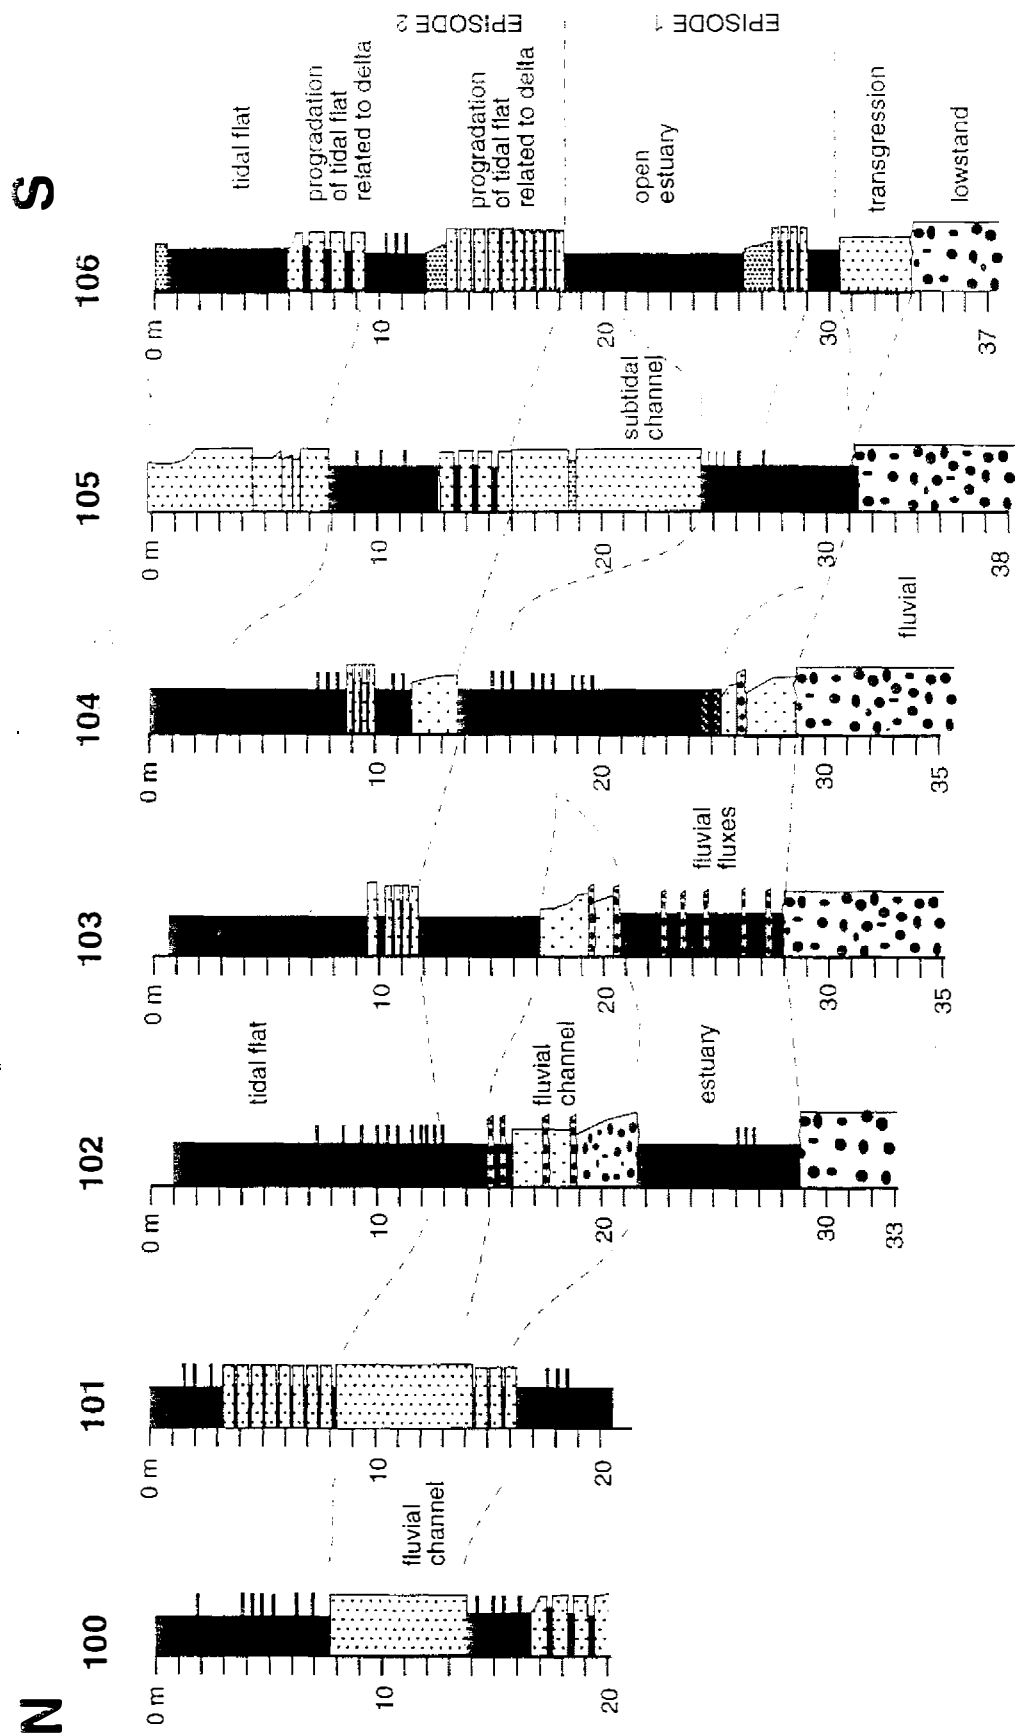 N
S
100
0 m
10
20
fluvial
channel
101
0 m
10
20
102
0 m
10
20
30
33
tidal flat
fluvial
channel
estuary
103
0 m
10
20
30
35
fluvial
fluxes
104
0 m
10
20
30
35
fluvial
105
0 m
10
20
30
38
subtidal
channel
106
0 m
10
20
30
37
tidal flat
progradation
of tidal flat
related to delta
progradation
of tidal flat
related to delta
open
estuary
transgression
lowstand
EPISODE 2
EPISODE 1